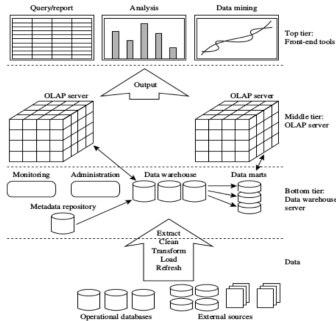 Query/report
Analysis
Data mining
Top tier:
Front-end tools
Output
OLAP server
OLAP server
Middle tier:
OLAP server
Monitoring
Administration
Data warehouse
Data marts
Bottom tier:
Data warehouse
server
Metadata repository
Extract
Clean
Transform
Load
Refresh
Data
Operational databases
External sources